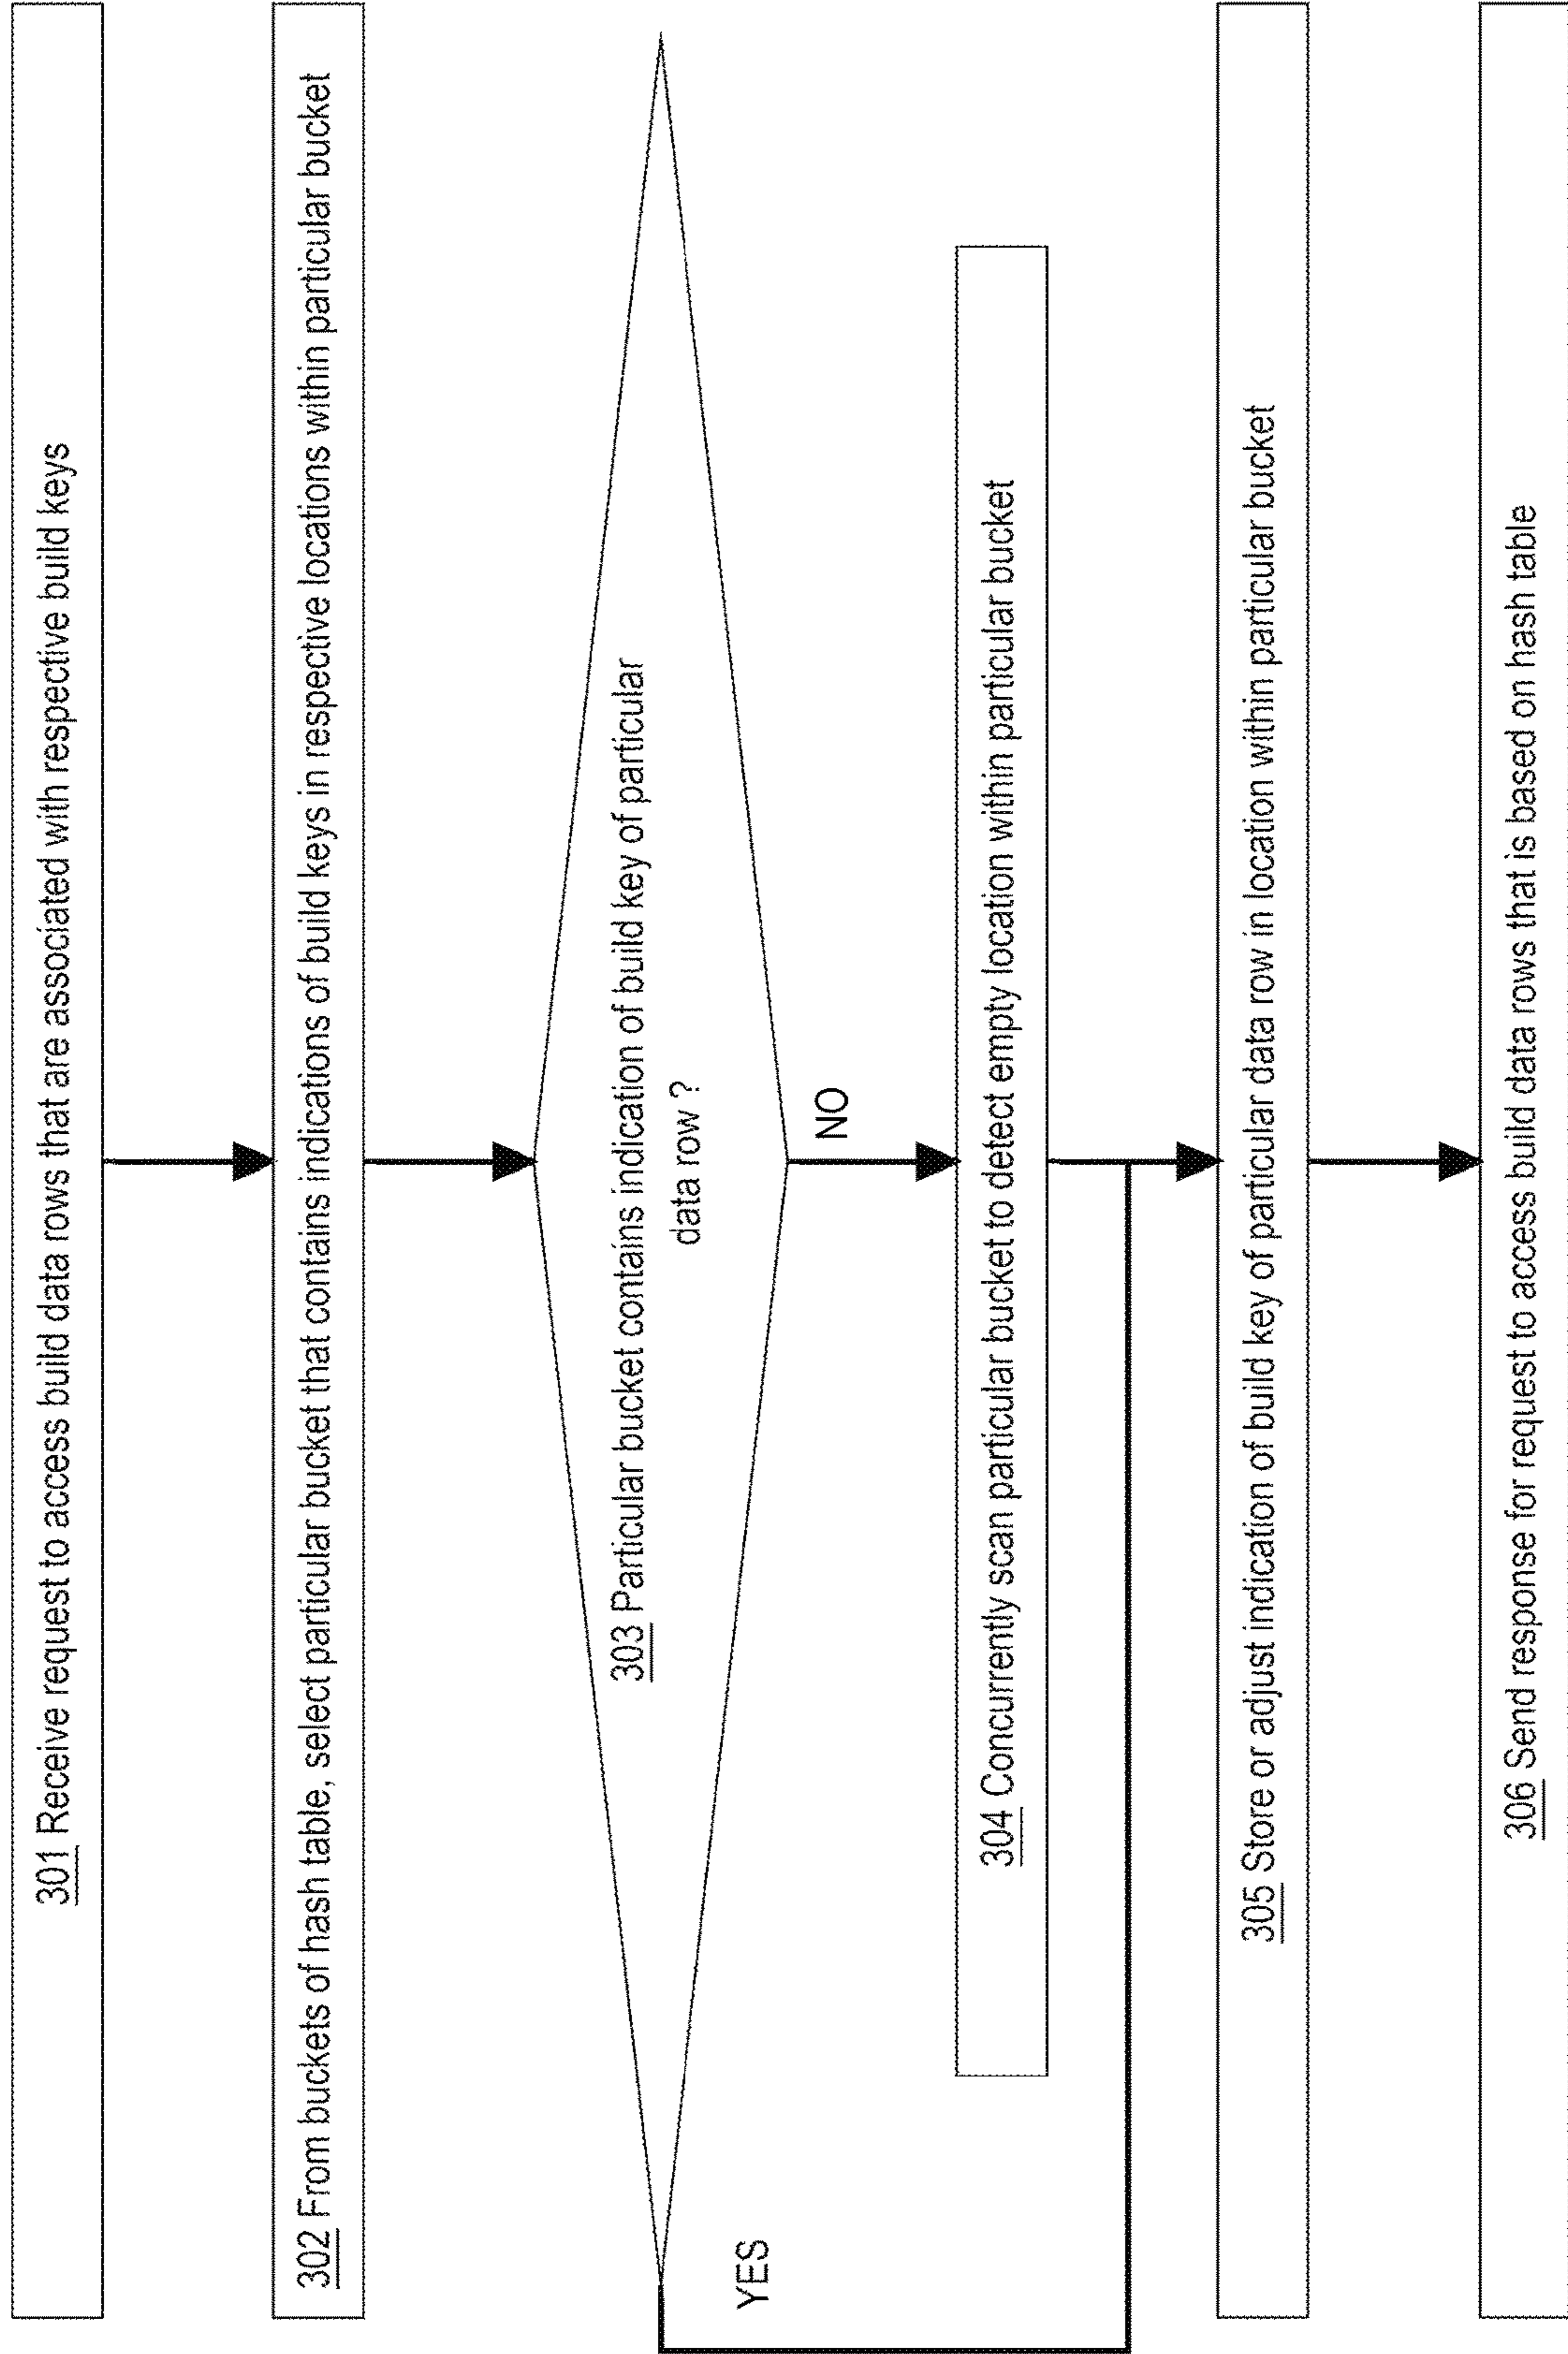 301 Receive request to access build data rows that are associated with respective build keys
302 From buckets of hash table, select particular bucket that contains indications of build keys in respective locations within particular bucket
303 Particular bucket contains indication of build key of particular
data row ?
YES
NO
304 Concurrently scan particular bucket to detect empty location within particular bucket
305 Store or adjust indication of build key of particular data row in location within particular bucket
306 Send response for request to access build data rows that is based on hash table